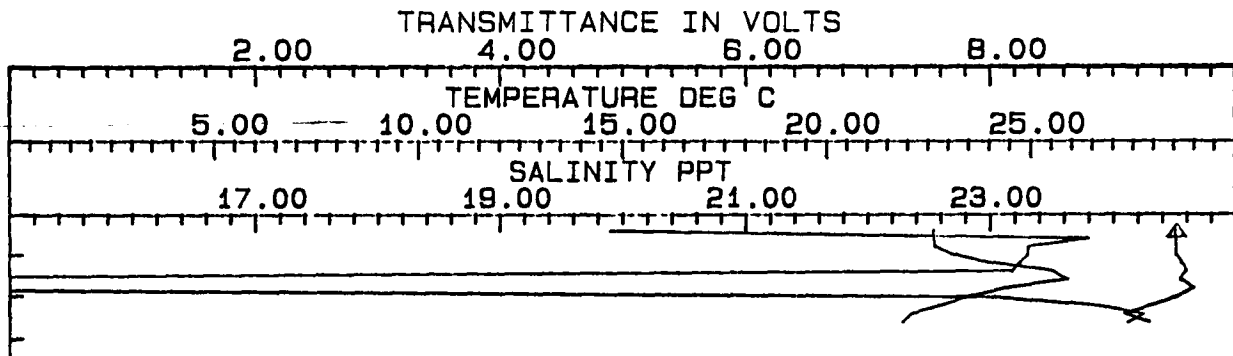 TRANSMITTANCE IN VOLTS
2.00 4.00 6.00 8.00
TEMPERATURE DEG C
5.00 10.00 15.00 20.00 25.00
SALINITY PPT
17.00 19.00 21.00 23.00